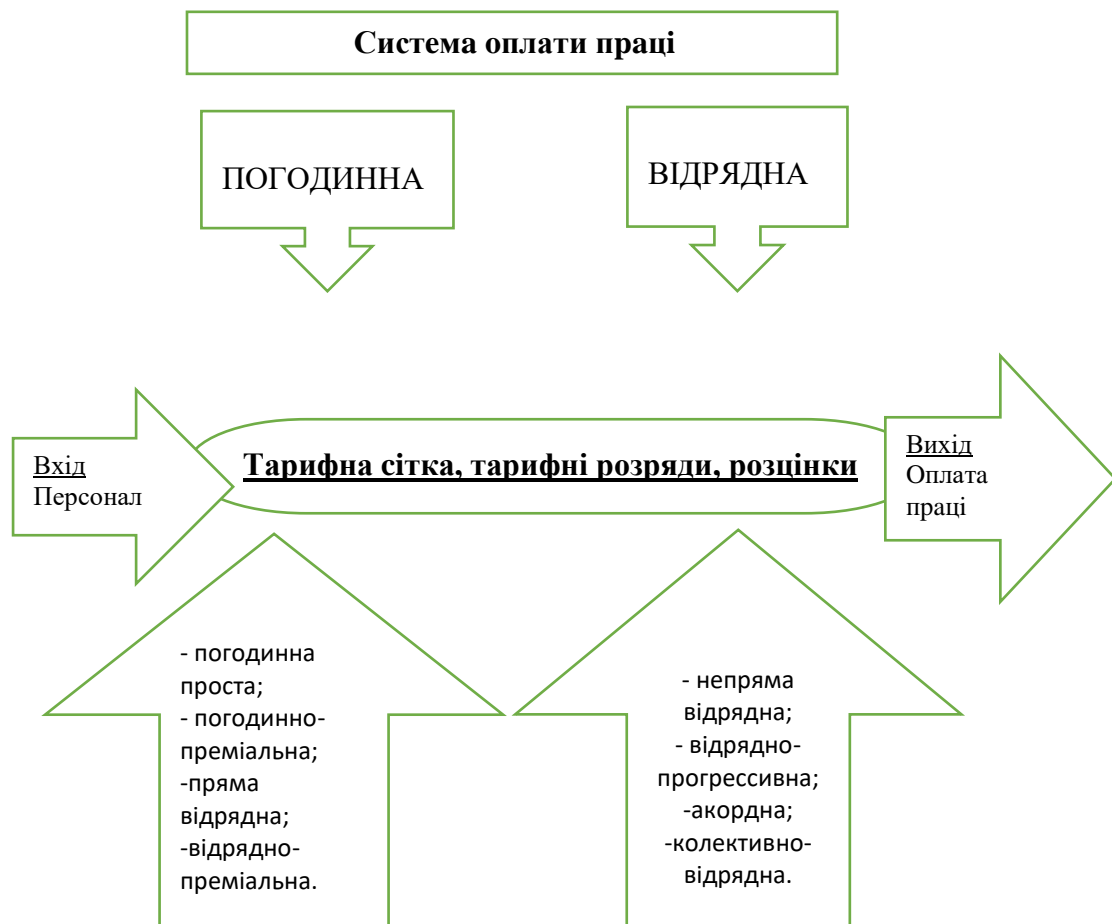 Система оплати праці
ПОГОДИННА
ВІДРЯДНА
Вхід
Персонал
Тарифна сітка, тарифні розряди, розцінки
Вихід
Оплата
праці
- погодинна
проста;
- погодинно-
преміальна;
-пряма
відрядна;
-відрядно-
преміальна.
- непряма
відрядна;
- відрядно-
прогрессивна;
-акордна;
-колективно-
відрядна.